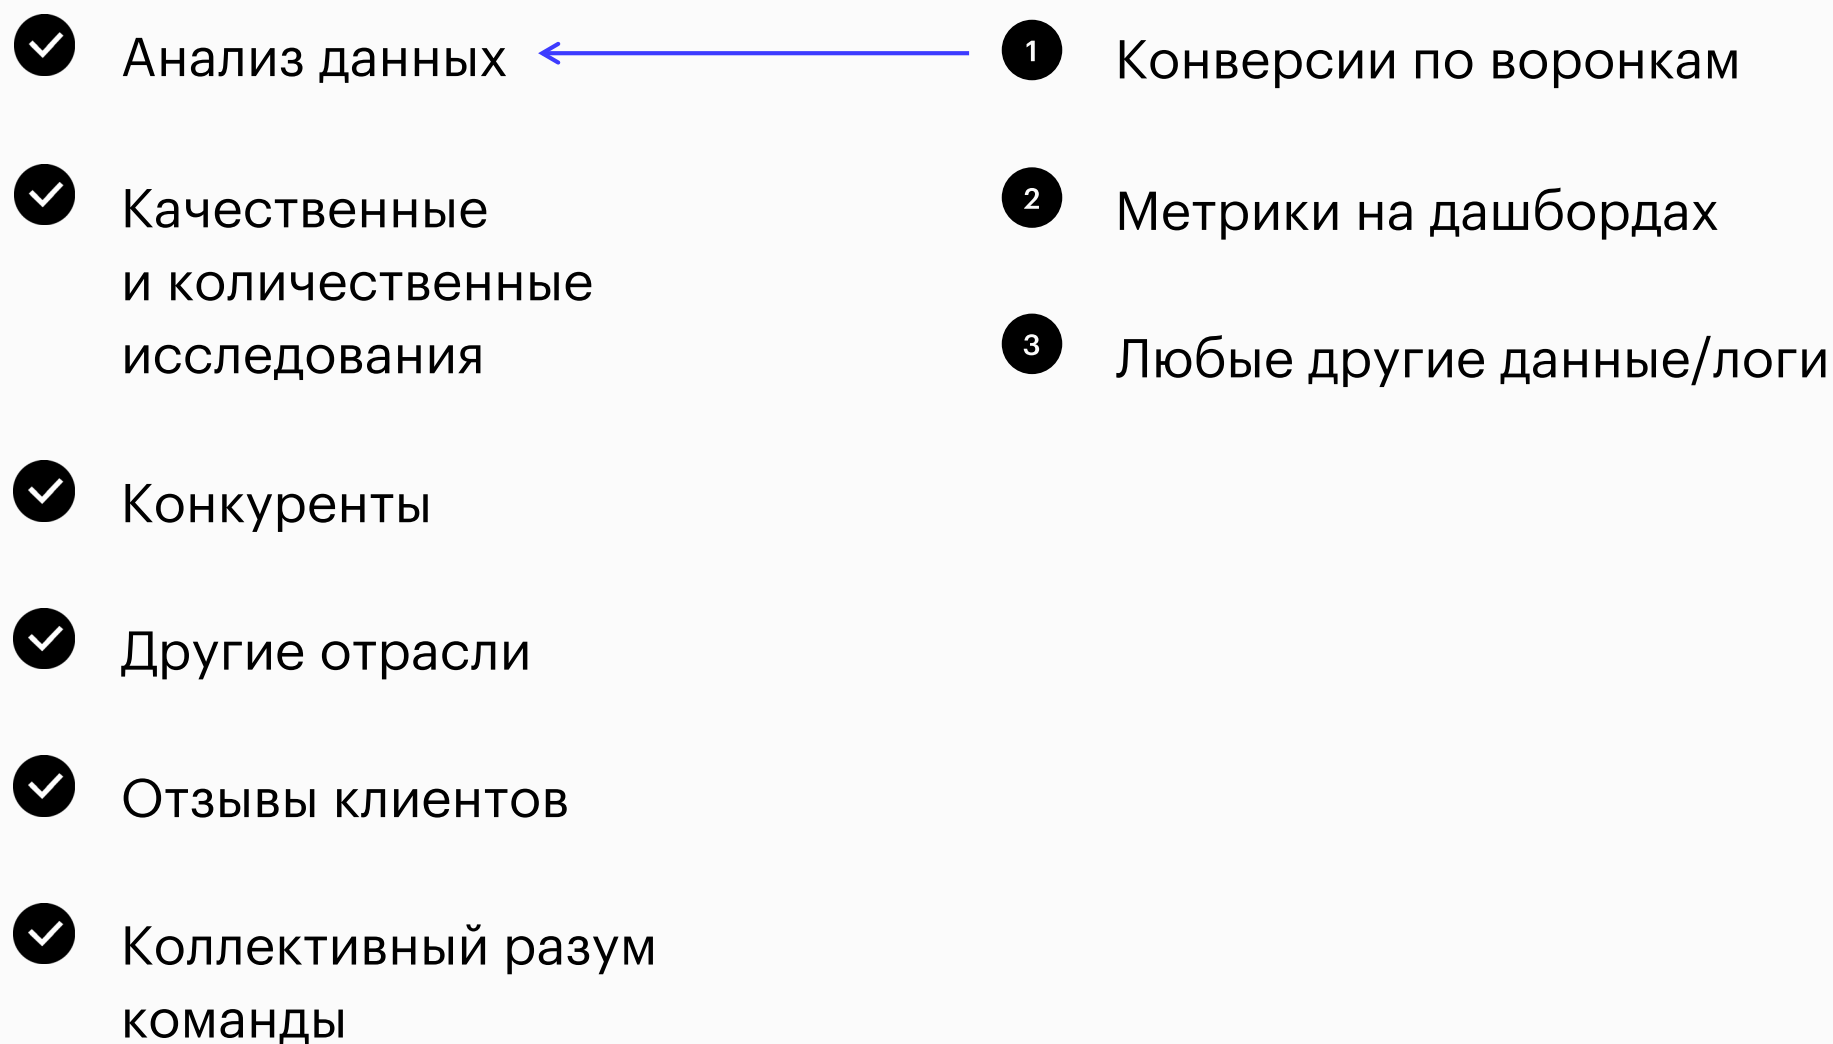 Анализ данных
Качественные
и количественные
исследования
Конкуренты
Другие отрасли
Отзывы клиентов
Коллективный разум
команды
1 Конверсии по воронкам
2 Метрики на дашбордах
3 Любые другие данные/логи